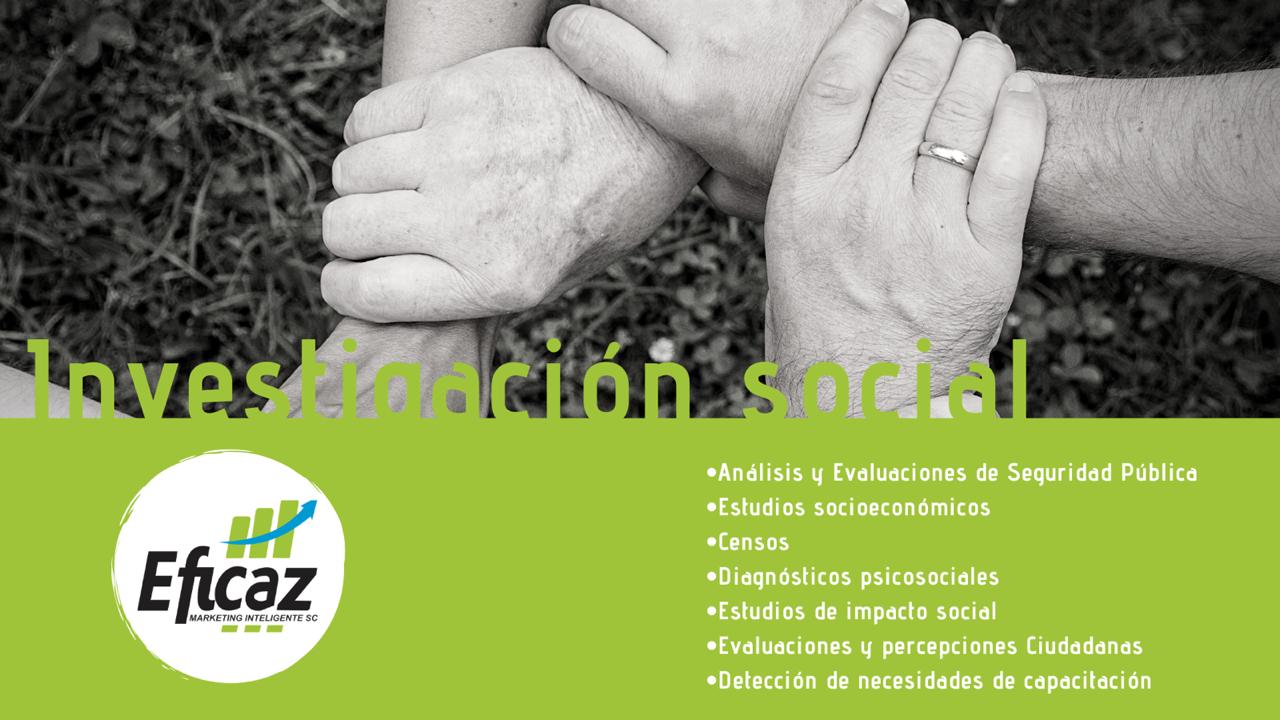 Investigación social
Eficaz
MARKETING INTELIGENTE SC
•Análisis y Evaluaciones de Seguridad Pública
•Estudios socioeconómicos
•Censos
•Diagnósticos psicosociales
•Estudios de impacto social
•Evaluaciones y percepciones Ciudadanas
•Detección de necesidades de capacitación